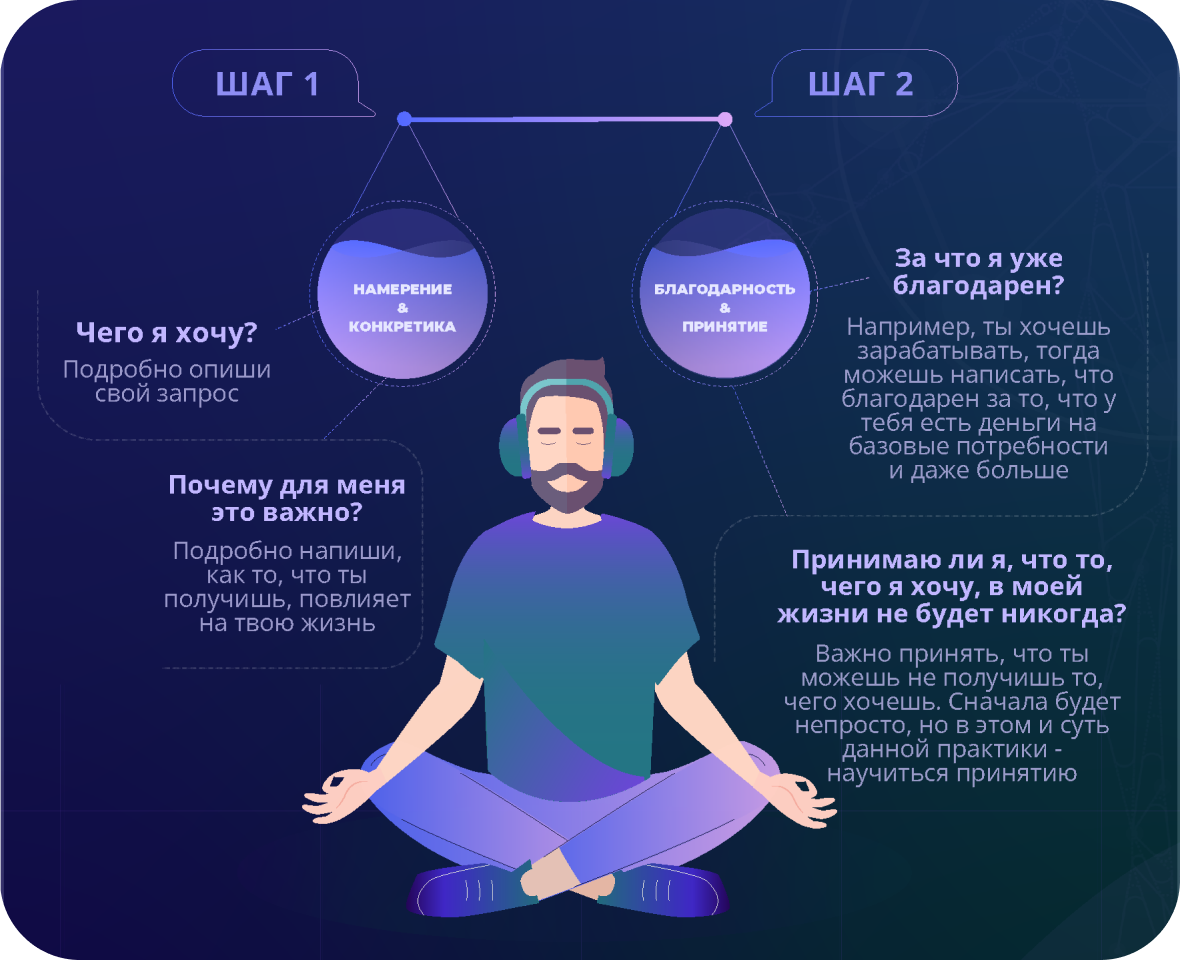 ШАГ 1
НАМЕРЕНИЕ
&
КОНКРЕТИКА
Чего я хочу?
Подробно опиши
свой запрос
Почему для меня
это важно?
Подробно напиши,
как то, что ты
получишь, повлияет
на твою жизнь
ШАГ 2
БЛАГОДАРНОСТЬ
&
ПРИНЯТИЕ
За что я уже
благодарен?
Например, ты хочешь
зарабатывать, тогда
можешь написать, что
благодарен за то, что у
тебя есть деньги на
базовые потребности
и даже больше
Принимаю ли я, что то,
чего я хочу, в моей
жизни не будет никогда?
Важно принять, что ты
можешь не получишь то,
чего хочешь. Сначала будет
непросто, но в этом и суть
данной практики -
научиться принятию